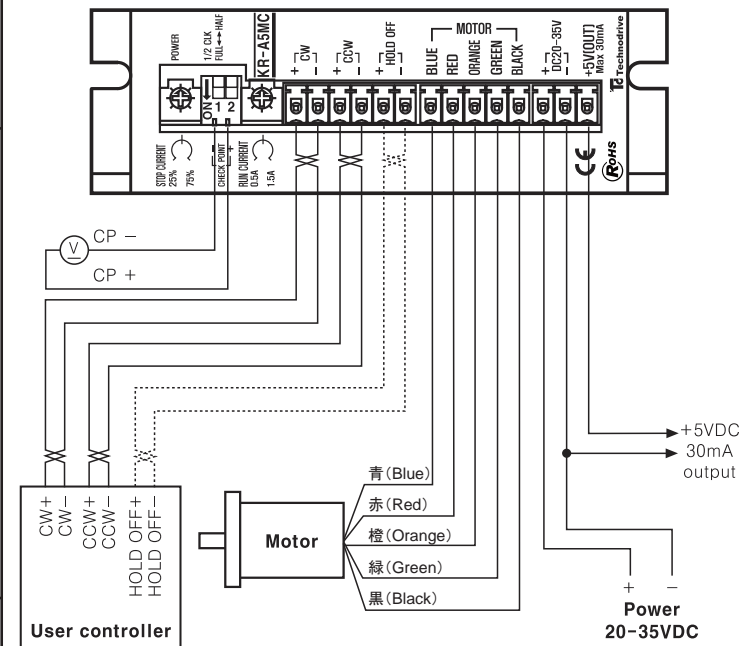 POWER
1/2 CLK
FULL↔HALF
KR-A5MC
+ CW -
+ CCW -
+ HOLD OFF -
MOTOR
BLUE
RED
ORANGE
GREEN
BLACK
+ DC20-35V -
+5V(OUT)
Max 30mA
Td Technodrive
ON
1 2
STOP CURRENT
25%
75%
CHECK POINT
- +
RUN CURRENT
0.5A
1.5A
CE
RoHS
V
CP -
CP +
+5VDC
30mA
output
青(Blue)
赤(Red)
橙(Orange)
緑(Green)
黒(Black)
Motor
CW+
CW-
CCW+
CCW-
HOLD OFF+
HOLD OFF-
User controller
+ -
Power
20-35VDC